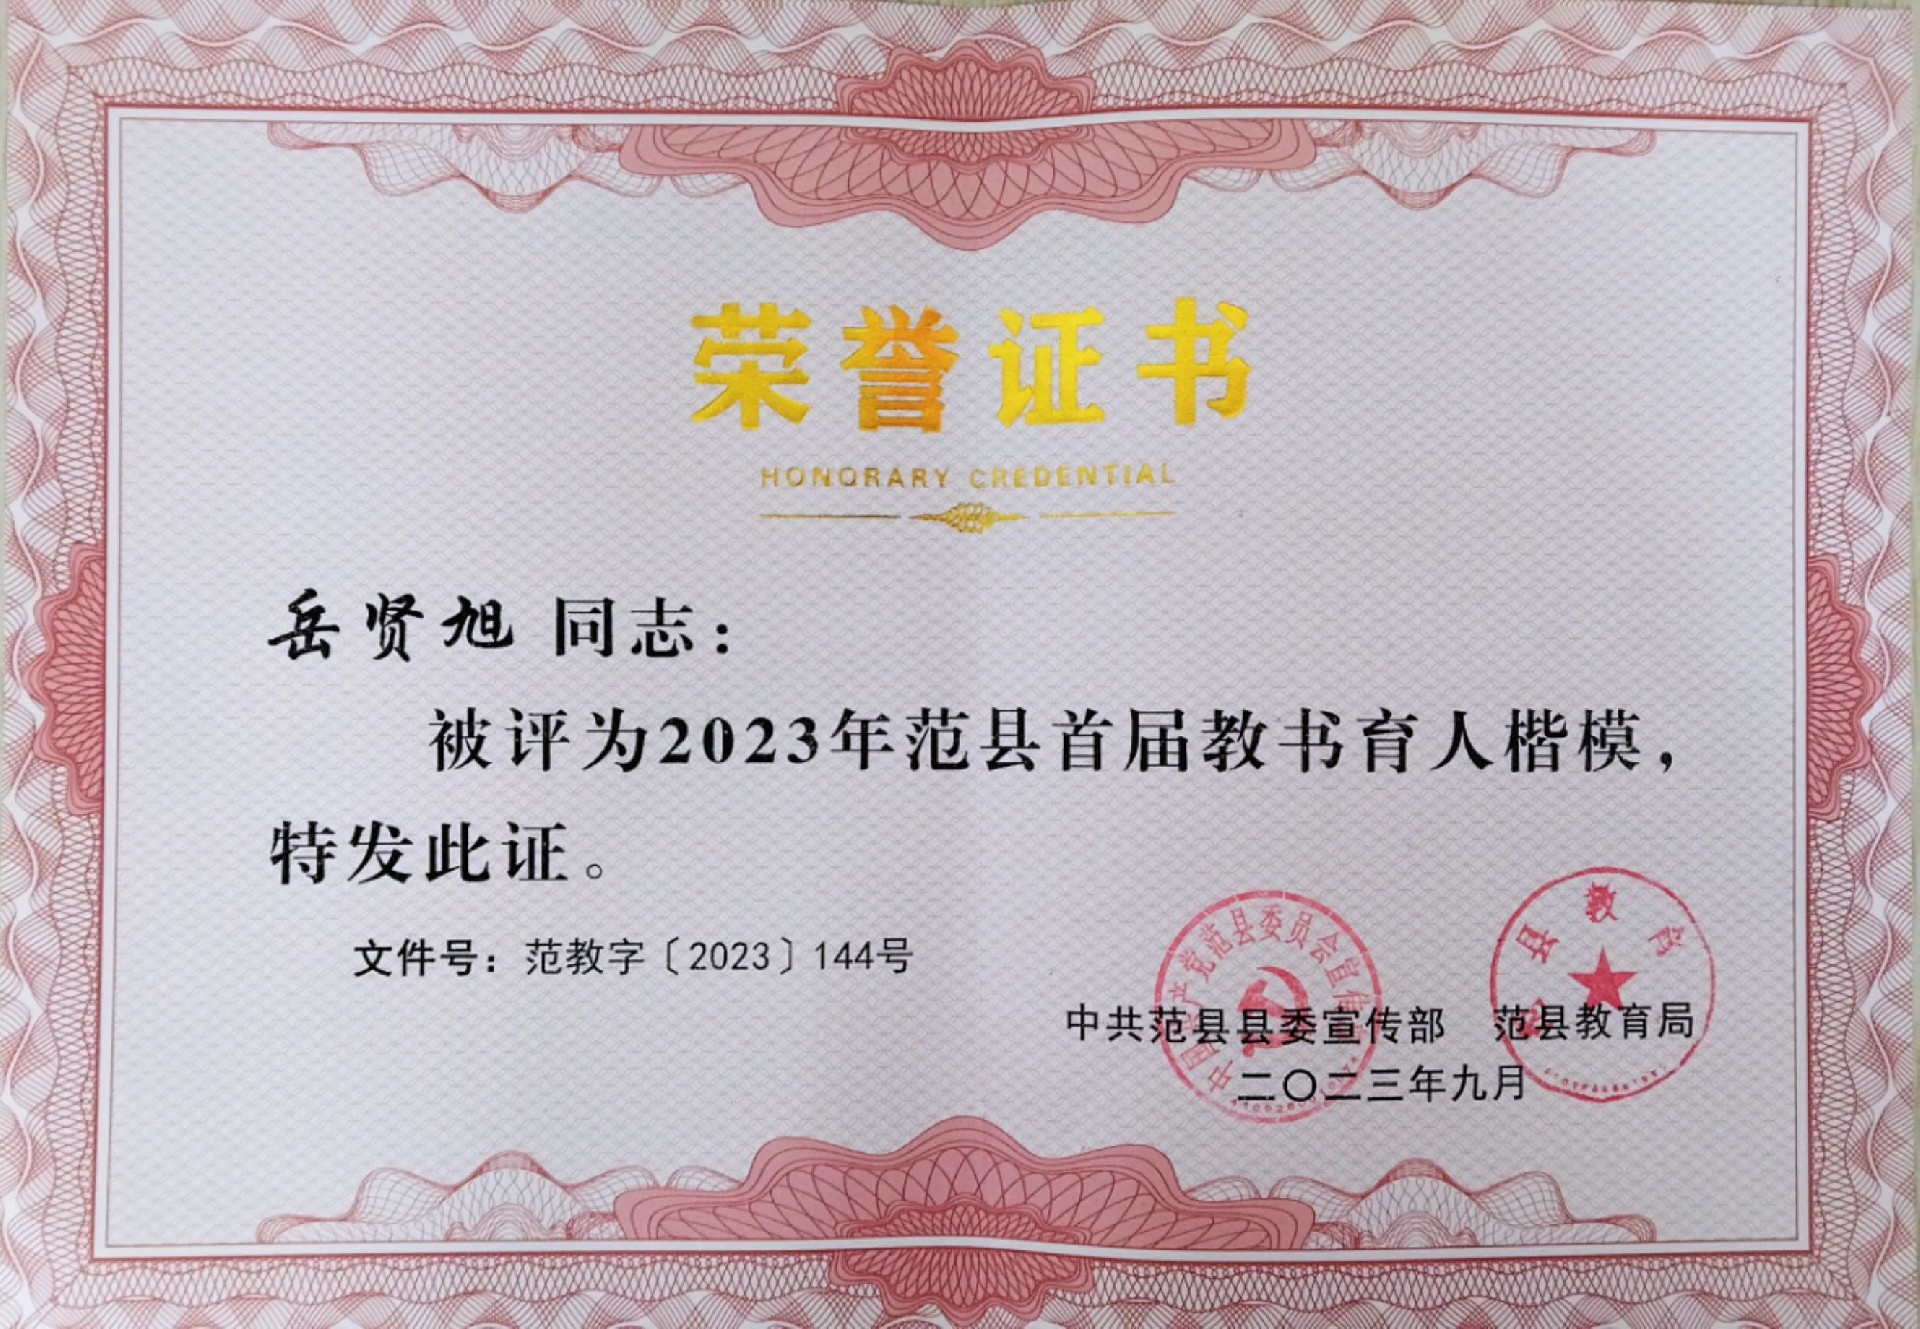 荣誉证书
HONORARY CREDENTIAL
岳贤旭 同志：
被评为2023年范县首届教书育人楷模，
特发此证。
文件号：范教字〔2023〕144号
中共范县县委宣传部 范县教育局
二〇二三年九月